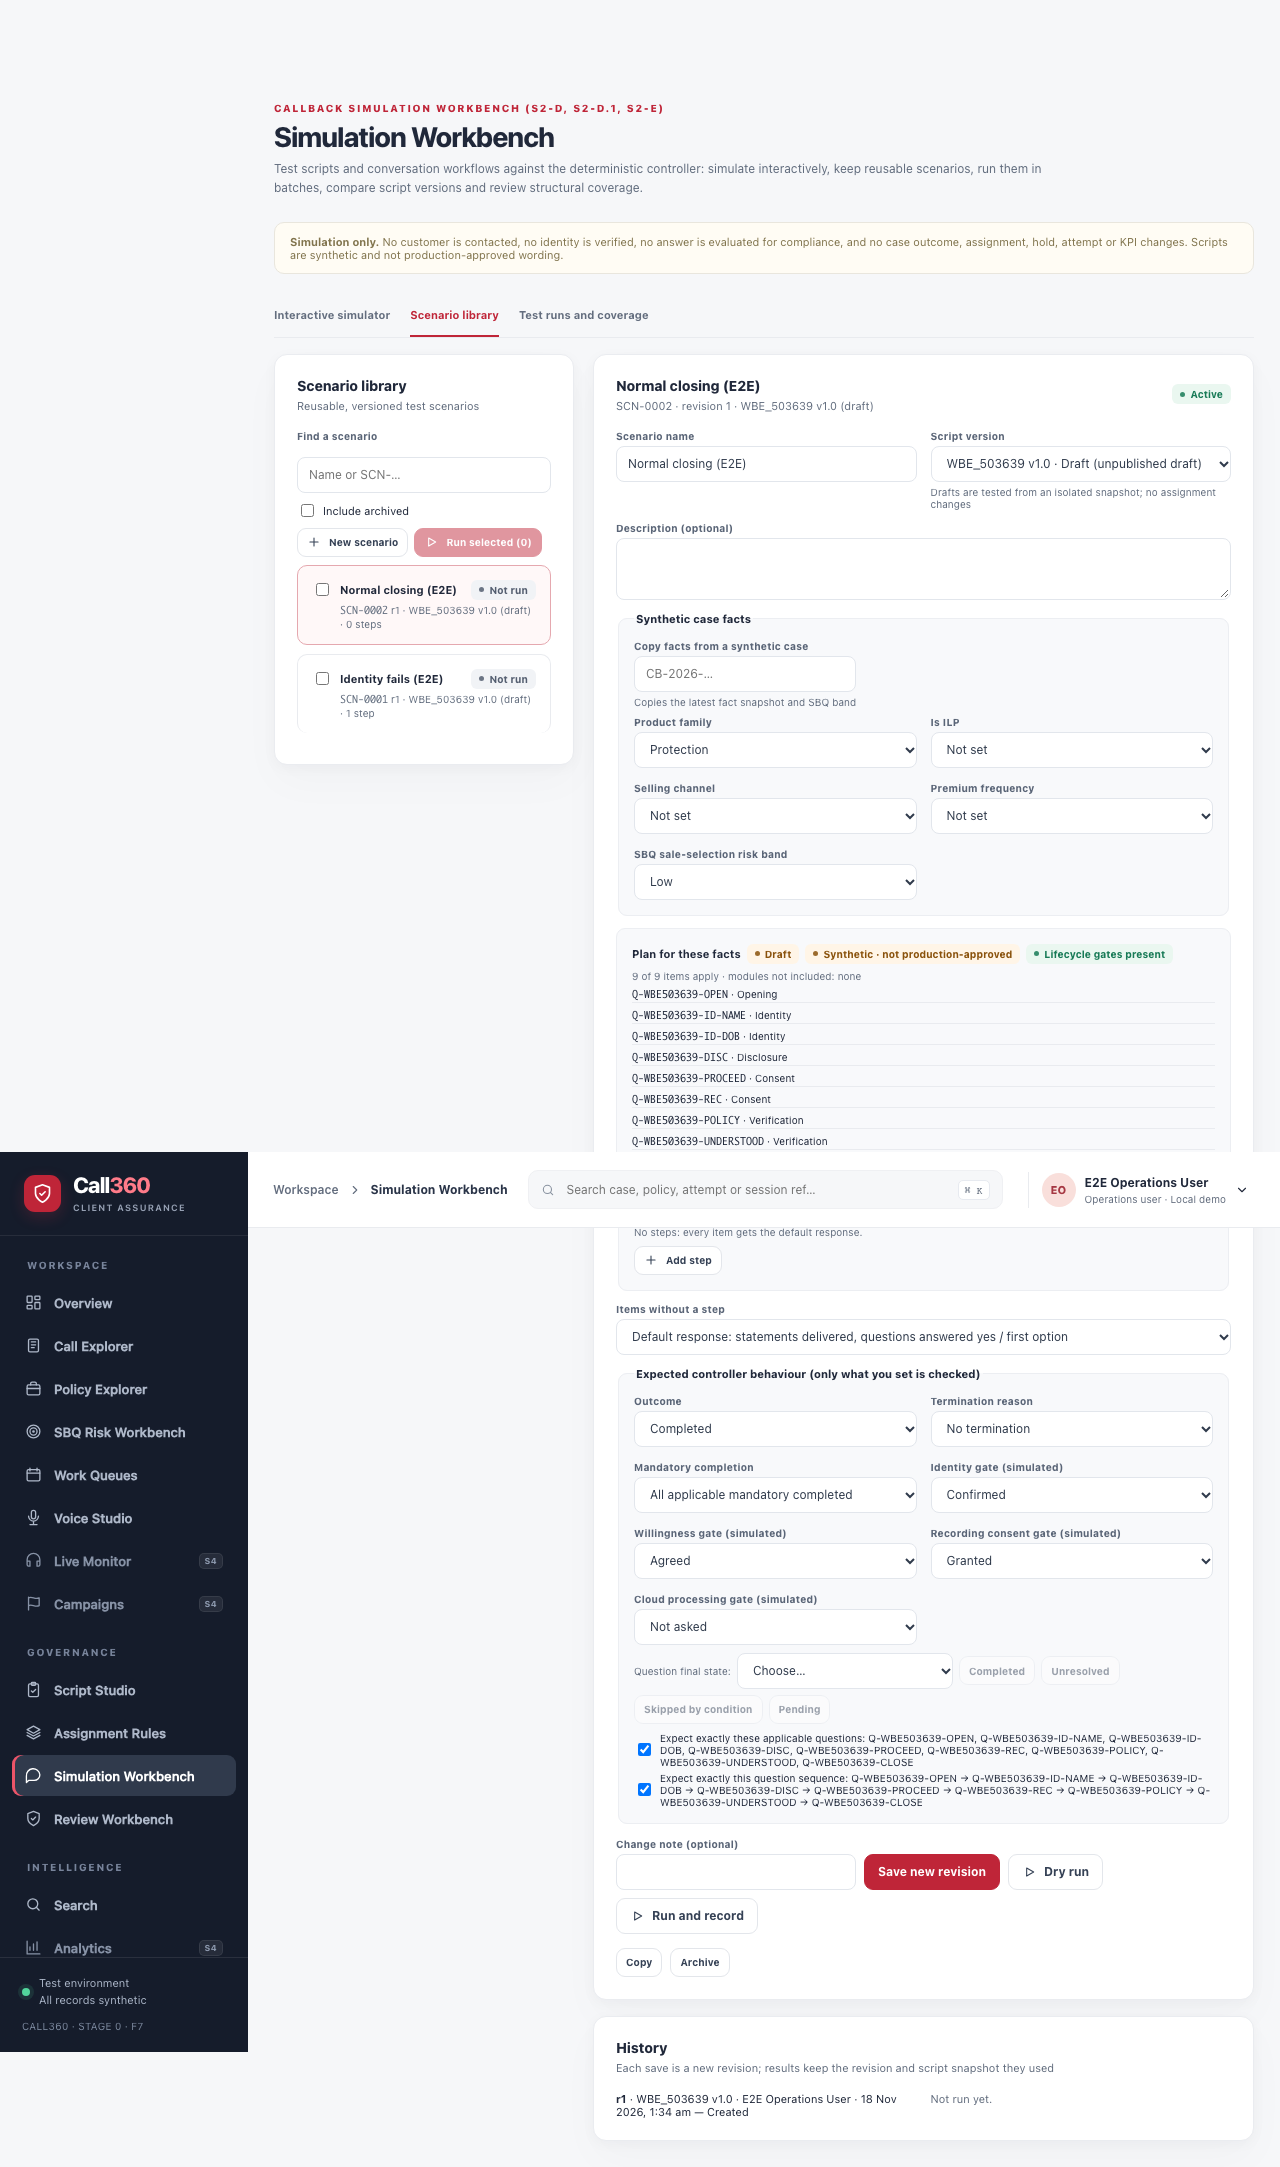 CALLBACK SIMULATION WORKBENCH (S2-D, S2-D.1, S2-E)
Simulation Workbench
Test scripts and conversation workflows against the deterministic controller: simulate interactively, keep reusable scenarios, run them in
batches, compare script versions and review structural coverage.
Simulation only. No customer is contacted, no identity is verified, no answer is evaluated for compliance, and no case outcome, assignment, hold, attempt or KPI changes. Scripts
are synthetic and not production-approved wording.
Interactive simulator
Scenario library
Test runs and coverage
Scenario library
Reusable, versioned test scenarios
Find a scenario
Name or SCN-...
Include archived
New scenario
Run selected (0)
Normal closing (E2E)
Not run
SCN-0002 r1 · WBE_503639 v1.0 (draft)
· 0 steps
Identity fails (E2E)
Not run
SCN-0001 r1 · WBE_503639 v1.0 (draft)
· 1 step
Normal closing (E2E)
SCN-0002 · revision 1 · WBE_503639 v1.0 (draft)
Active
Scenario name
Normal closing (E2E)
Script version
WBE_503639 v1.0 · Draft (unpublished draft)
Drafts are tested from an isolated snapshot; no assignment
changes
Description (optional)
Synthetic case facts
Copy facts from a synthetic case
CB-2026-...
Copies the latest fact snapshot and SBQ band
Product family
Protection
Is ILP
Not set
Selling channel
Not set
Premium frequency
Not set
SBQ sale-selection risk band
Low
Plan for these facts
Draft
Synthetic · not production-approved
Lifecycle gates present
9 of 9 items apply · modules not included: none
Q-WBE503639-OPEN · Opening
Q-WBE503639-ID-NAME · Identity
Q-WBE503639-ID-DOB · Identity
Q-WBE503639-DISC · Disclosure
Q-WBE503639-PROCEED · Consent
Q-WBE503639-REC · Consent
Q-WBE503639-POLICY · Verification
Q-WBE503639-UNDERSTOOD · Verification
Call360
CLIENT ASSURANCE
Workspace
Simulation Workbench
Search case, policy, attempt or session ref...
⌘ K
EO
E2E Operations User
Operations user · Local demo
WORKSPACE
Overview
Call Explorer
Policy Explorer
SBQ Risk Workbench
Work Queues
Voice Studio
Live Monitor
S4
Campaigns
S4
GOVERNANCE
Script Studio
Assignment Rules
Simulation Workbench
Review Workbench
INTELLIGENCE
Search
Analytics
S4
Test environment
All records synthetic
CALL360 · STAGE 0 · F7
No steps: every item gets the default response.
Add step
Items without a step
Default response: statements delivered, questions answered yes / first option
Expected controller behaviour (only what you set is checked)
Outcome
Completed
Termination reason
No termination
Mandatory completion
All applicable mandatory completed
Identity gate (simulated)
Confirmed
Willingness gate (simulated)
Agreed
Recording consent gate (simulated)
Granted
Cloud processing gate (simulated)
Not asked
Question final state:
Choose...
Completed
Unresolved
Skipped by condition
Pending
Expect exactly these applicable questions: Q-WBE503639-OPEN, Q-WBE503639-ID-NAME, Q-WBE503639-ID-
DOB, Q-WBE503639-DISC, Q-WBE503639-PROCEED, Q-WBE503639-REC, Q-WBE503639-POLICY, Q-
WBE503639-UNDERSTOOD, Q-WBE503639-CLOSE
Expect exactly this question sequence: Q-WBE503639-OPEN → Q-WBE503639-ID-NAME → Q-WBE503639-ID-
DOB → Q-WBE503639-DISC → Q-WBE503639-PROCEED → Q-WBE503639-REC → Q-WBE503639-POLICY → Q-
WBE503639-UNDERSTOOD → Q-WBE503639-CLOSE
Change note (optional)
Save new revision
Dry run
Run and record
Copy
Archive
History
Each save is a new revision; results keep the revision and script snapshot they used
r1 · WBE_503639 v1.0 · E2E Operations User · 18 Nov
2026, 1:34 am — Created
Not run yet.